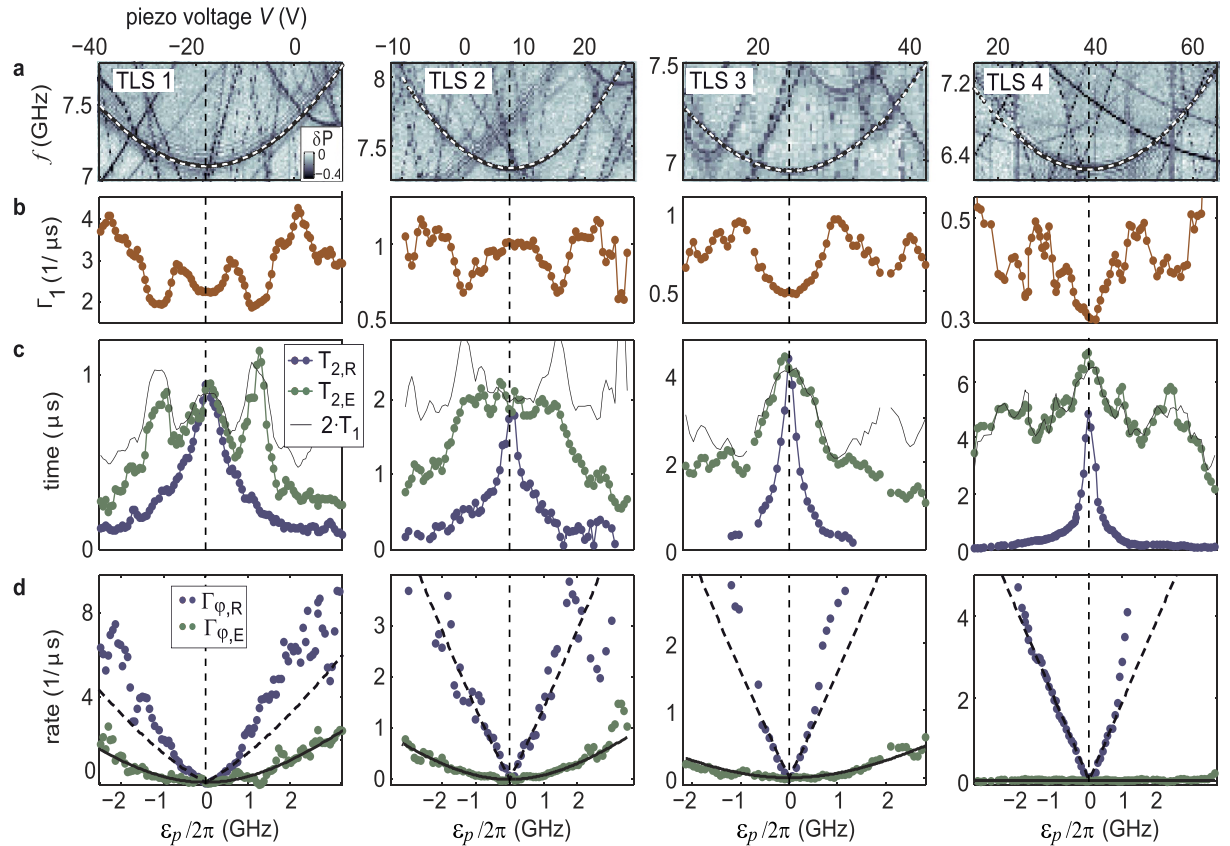 piezo voltage V (V)
−40 −20 0
−10 0 10 20
20 40
20 40 60
a
TLS 1
TLS 2
TLS 3
TLS 4
f (GHz)
7.5
7
δP
0
−0.4
8
7.5
7.5
7
7.2
6.4
b
Γ1 (1/µs)
4
3
2
1
0.5
1
0.5
0.5
0.3
c
time (µs)
1
0
T2,R
T2,E
2·T1
2
0
4
2
0
6
4
2
0
d
rate (1/µs)
8
4
0
Γφ,R
Γφ,E
3
2
1
0
2
1
0
4
2
0
−2 −1 0 1 2
−2 −1 0 1 2
−2 −1 0 1 2
−2 −1 0 1 2
εp/2π (GHz)
εp/2π (GHz)
εp/2π (GHz)
εp/2π (GHz)